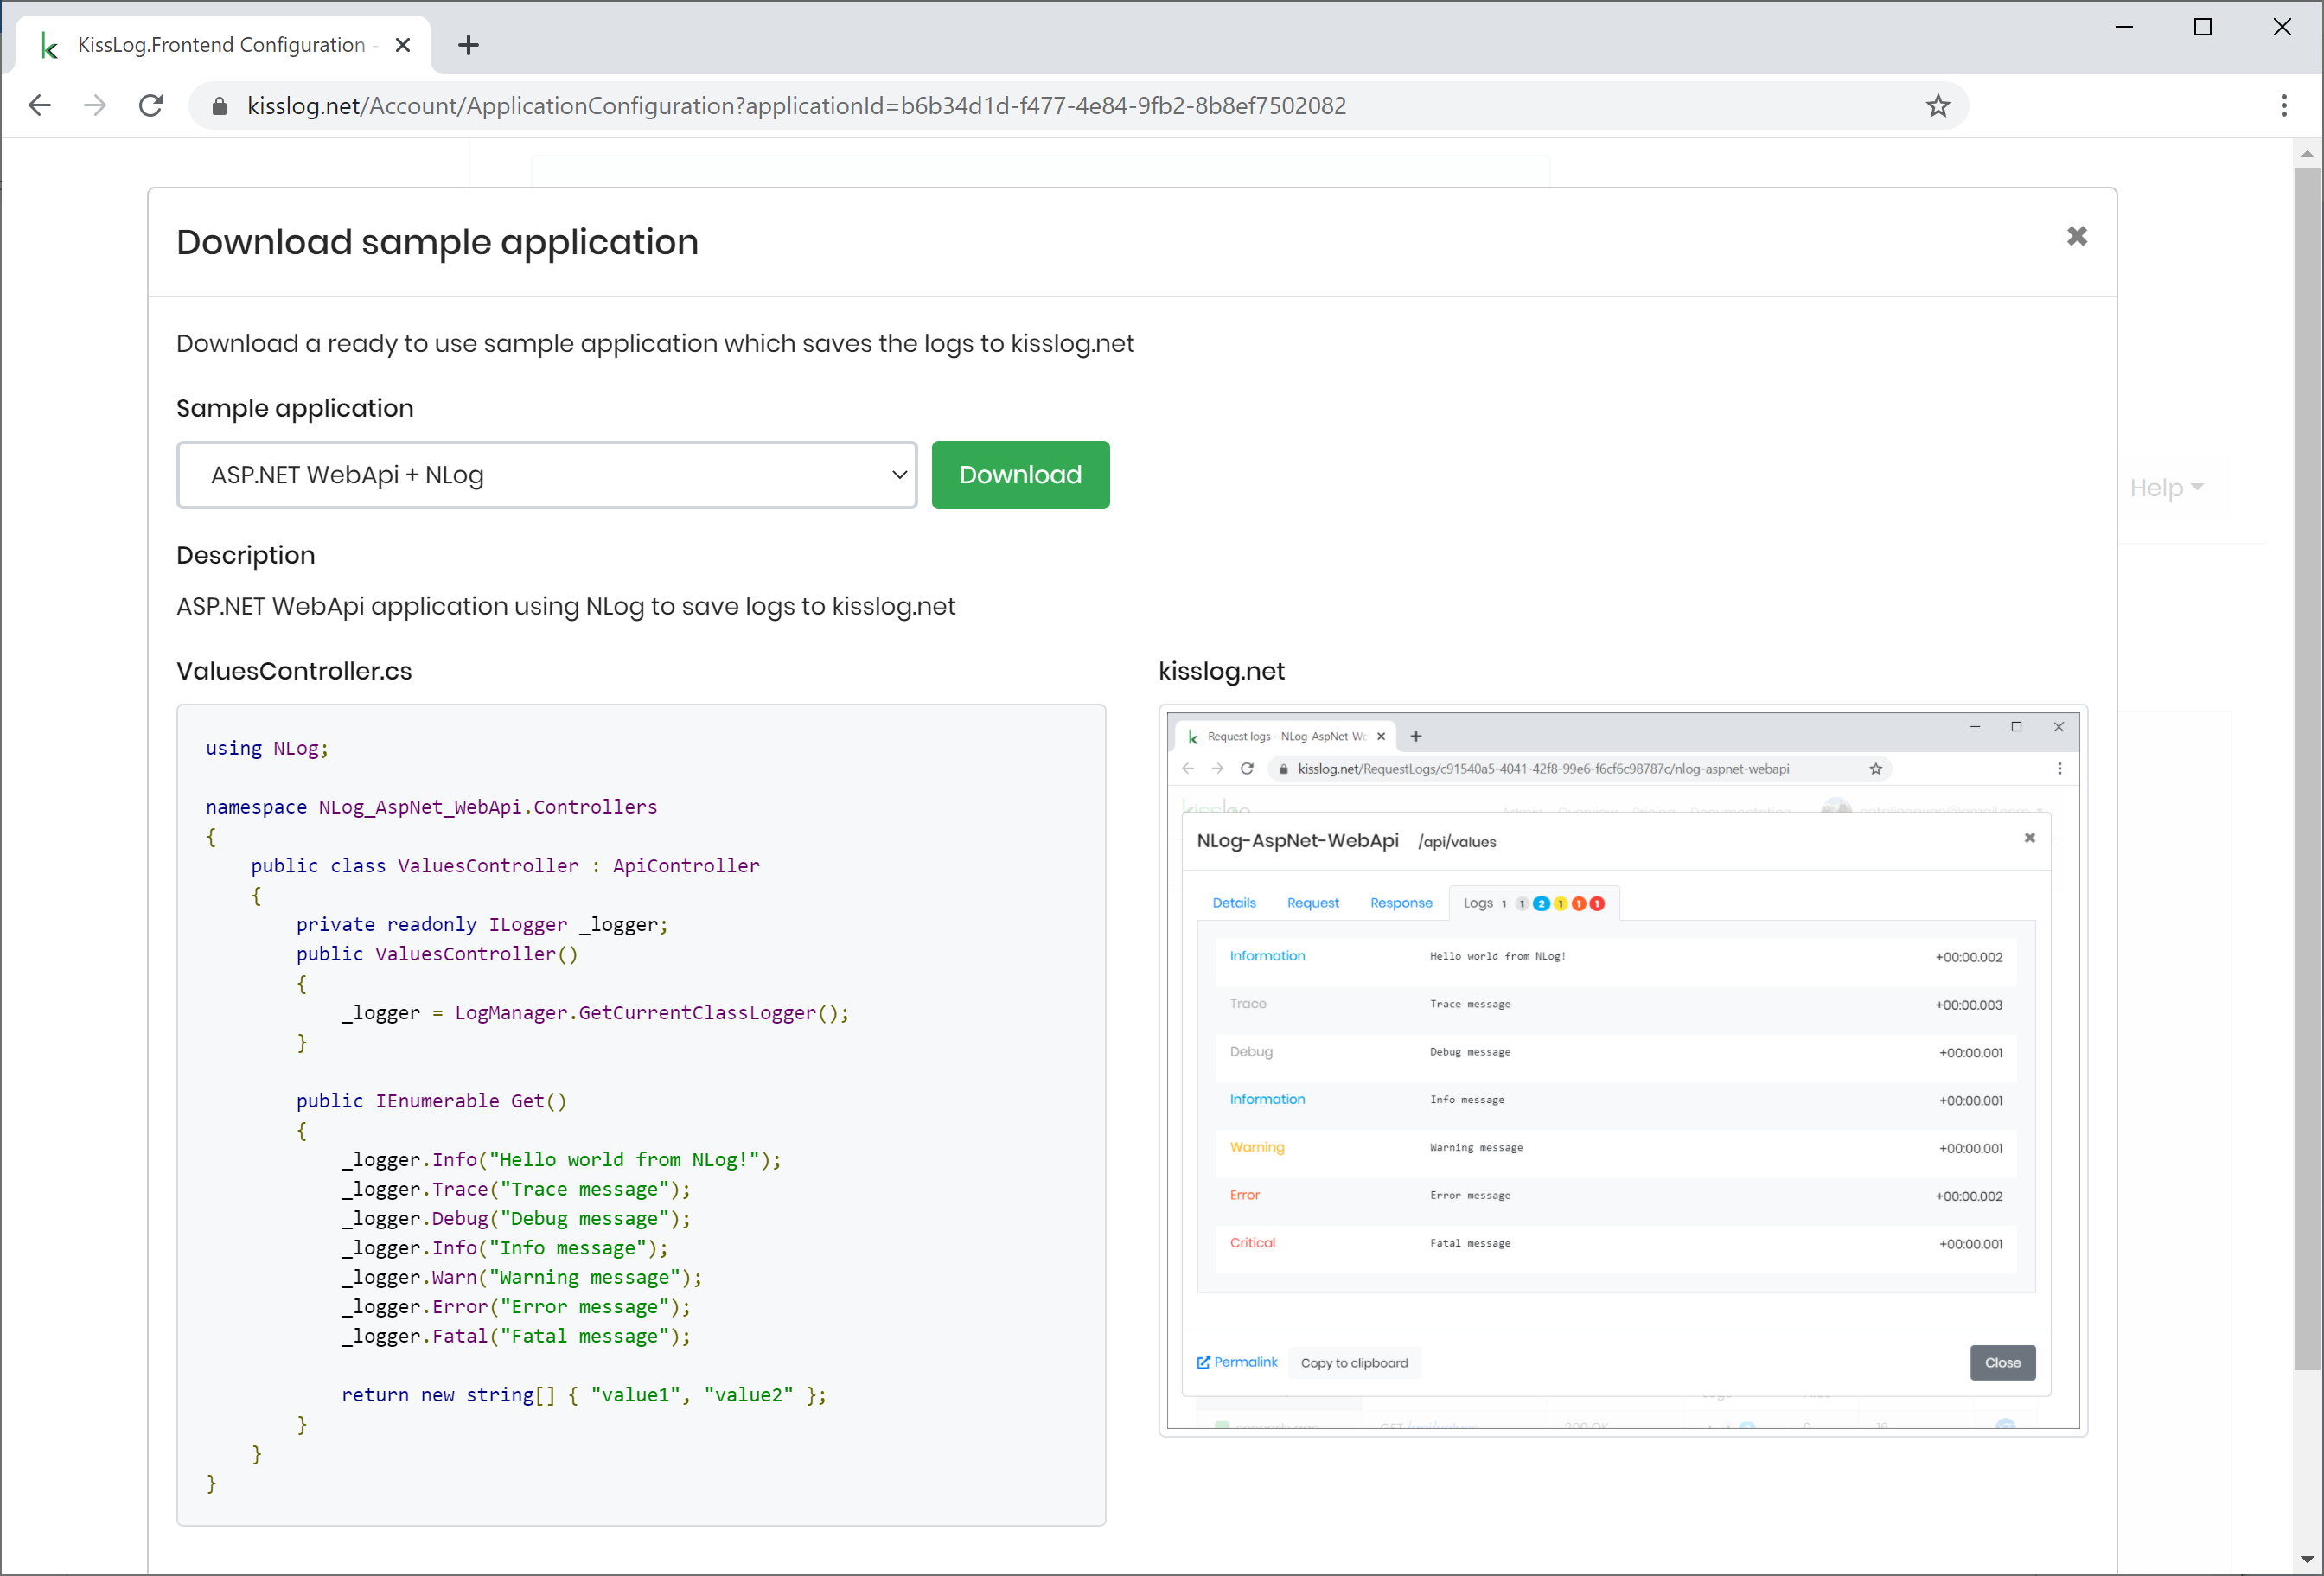 KissLog.Frontend Configuration -
kisslog.net/Account/ApplicationConfiguration?applicationId=b6b34d1d-f477-4e84-9fb2-8b8ef7502082
Download sample application
Download a ready to use sample application which saves the logs to kisslog.net
Sample application
ASP.NET WebApi + NLog
Download
Help
Description
ASP.NET WebApi application using NLog to save logs to kisslog.net
ValuesController.cs
using NLog;
namespace NLog_AspNet_WebApi.Controllers
{
public class ValuesController : ApiController
{
private readonly ILogger _logger;
public ValuesController()
{
_logger = LogManager.GetCurrentClassLogger();
}
public IEnumerable Get()
{
_logger.Info("Hello world from NLog!");
_logger.Trace("Trace message");
_logger.Debug("Debug message");
_logger.Info("Info message");
_logger.Warn("Warning message");
_logger.Error("Error message");
_logger.Fatal("Fatal message");
return new string[] { "value1", "value2" };
}
}
}
kisslog.net
Request logs - NLog-AspNet-We
kisslog.net/RequestLogs/c91540a5-4041-42f8-99e6-f6cf6c98787c/nlog-aspnet-webapi
NLog-AspNet-WebApi /api/values
Details Request Response Logs 1 1 2 1 1 1
Information Hello world from NLog! +00:00.002
Trace Trace message +00:00.003
Debug Debug message +00:00.001
Information Info message +00:00.001
Warning Warning message +00:00.001
Error Error message +00:00.002
Critical Fatal message +00:00.001
Permalink Copy to clipboard Close